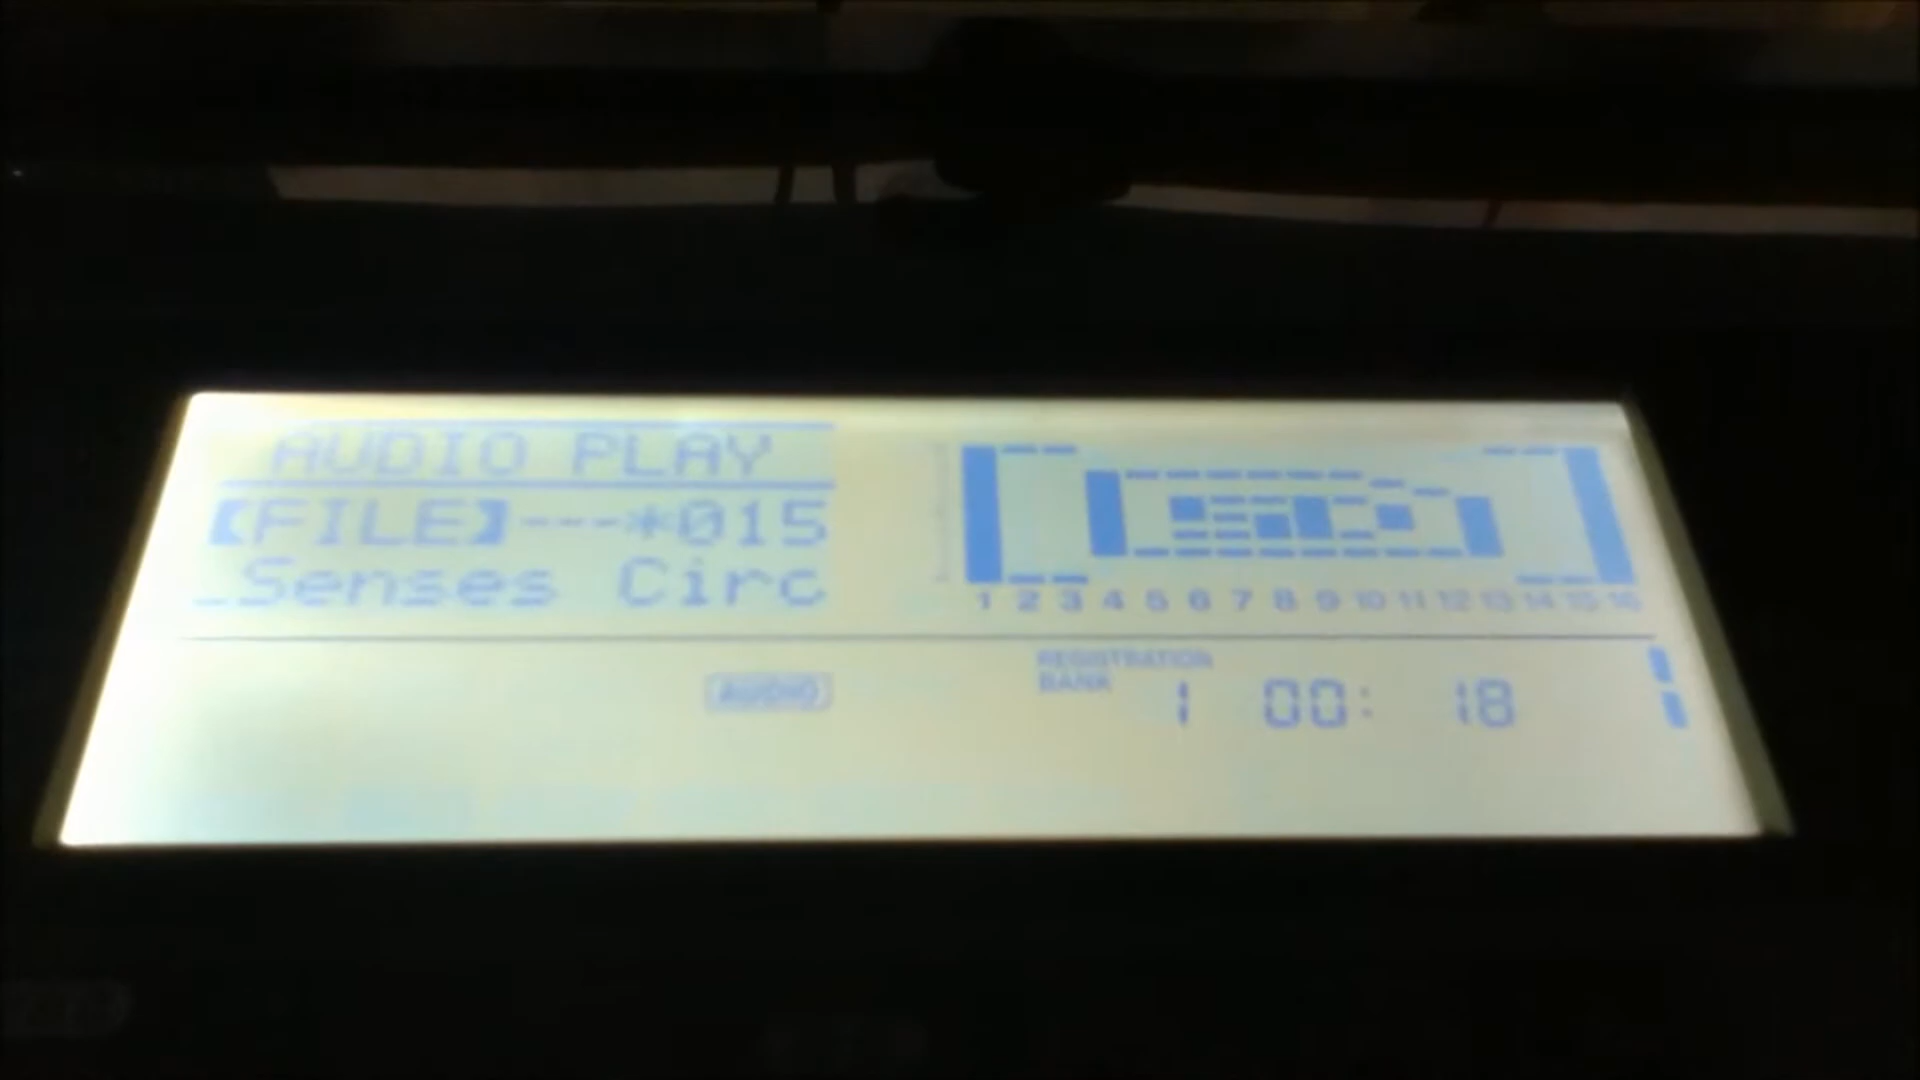 AUDIO PLAY
【FILE】---*015
_Senses Circ
1 2 3 4 5 6 7 8 9 10 11 12 13 14 15 16
AUDIO
REGISTRATION
BANK 1 00: 18